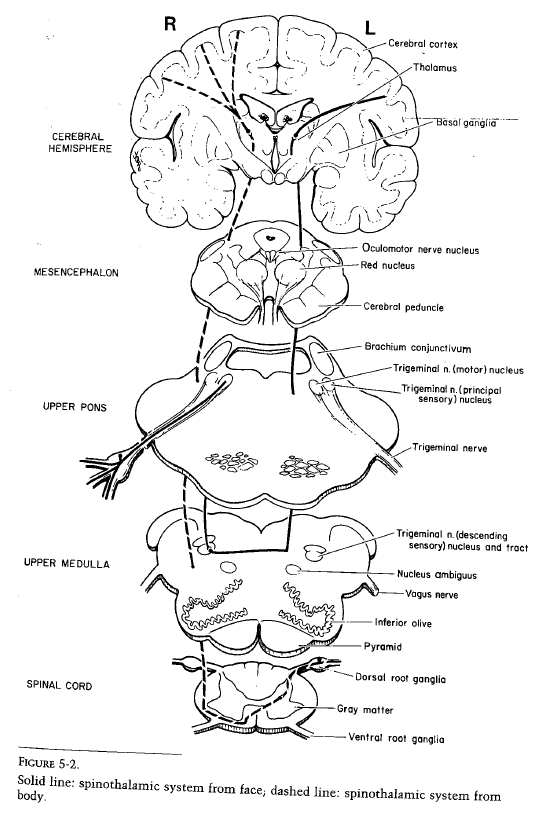 R
L
Cerebral cortex
Thalamus
Basal ganglia
CEREBRAL
HEMISPHERE
Oculomotor nerve nucleus
Red nucleus
MESENCEPHALON
Cerebral peduncle
Brachium conjunctivum
Trigeminal n. (motor) nucleus
Trigeminal n. (principal
sensory) nucleus
UPPER PONS
Trigeminal nerve
Trigeminal n. (descending
sensory) nucleus and tract
UPPER MEDULLA
Nucleus ambiguus
Vagus nerve
Inferior olive
Pyramid
Dorsal root ganglia
SPINAL CORD
Gray matter
Ventral root ganglia
FIGURE 5-2.
Solid line: spinothalamic system from face; dashed line: spinothalamic system from
body.